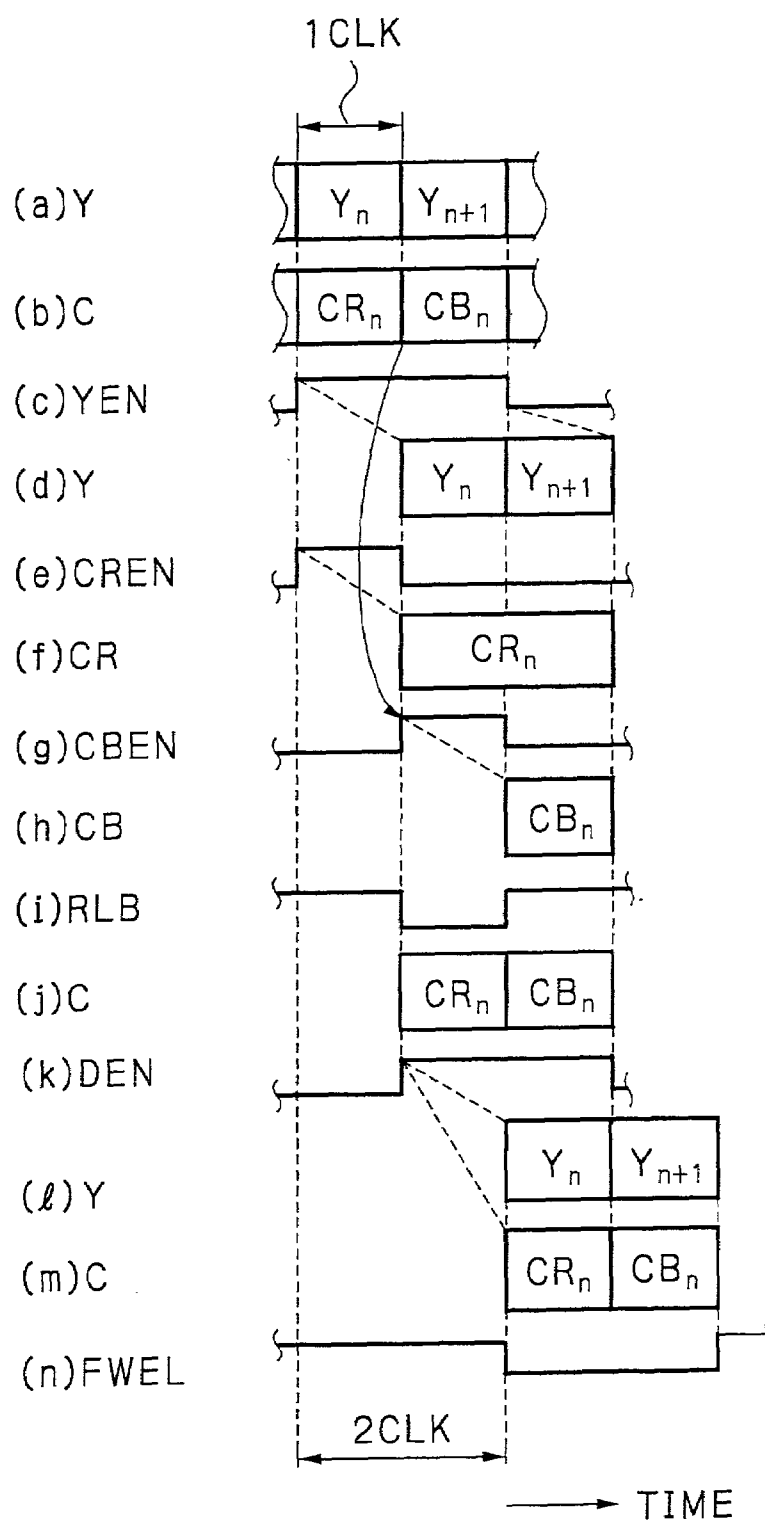 1CLK
(a)Y Yₙ Yₙ₊₁
(b)C CRₙ CBₙ
(c)YEN
(d)Y Yₙ Yₙ₊₁
(e)CREN
(f)CR CRₙ
(g)CBEN
(h)CB CBₙ
(i)RLB
(j)C CRₙ CBₙ
(k)DEN
(ℓ)Y Yₙ Yₙ₊₁
(m)C CRₙ CBₙ
(n)FWEL
2CLK
TIME